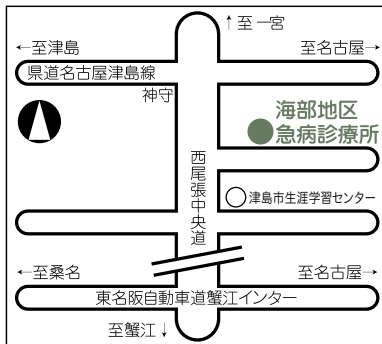 ↑至一宮
←至津島
至名古屋→
県道名古屋津島線
神守
海部地区
急病診療所
西尾張中央道
津島市生涯学習センター
←至桑名
至名古屋→
東名阪自動車道蟹江インター
至蟹江↓